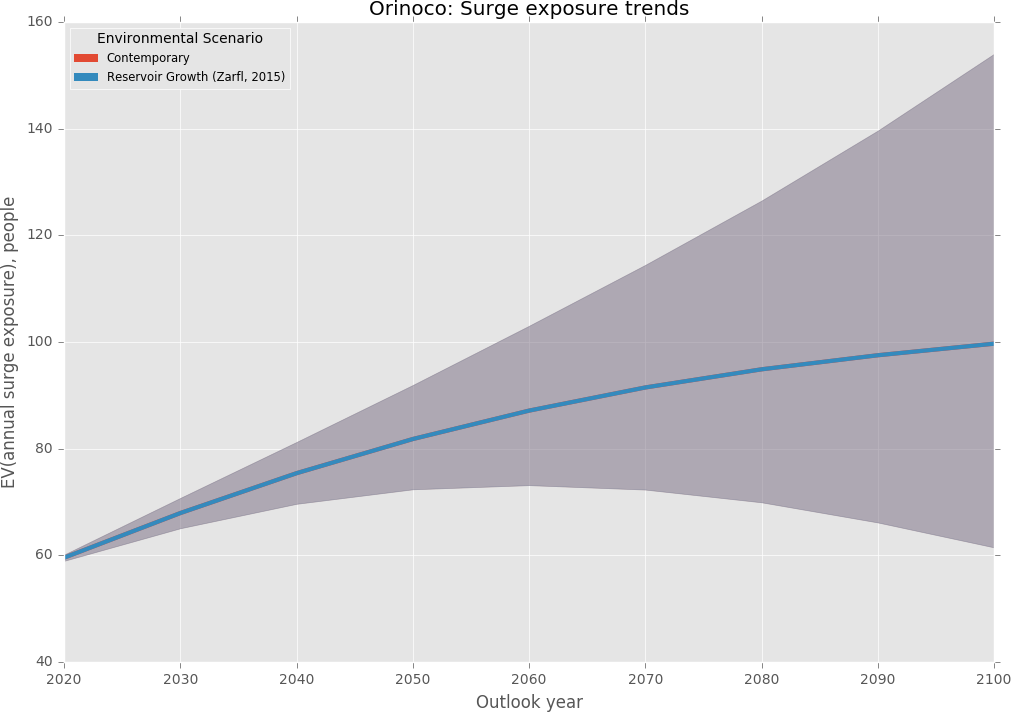 Orinoco: Surge exposure trends
Environmental Scenario
Contemporary
Reservoir Growth (Zarfl, 2015)
EV(annual surge exposure), people
160
140
120
100
80
60
40
2020 2030 2040 2050 2060 2070 2080 2090 2100
Outlook year